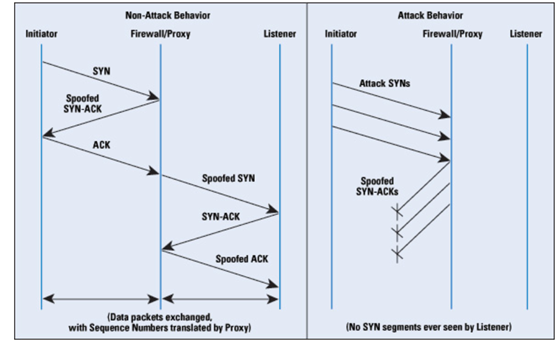 Non-Attack Behavior
Initiator
Firewall/Proxy
Listener
SYN
Spoofed
SYN-ACK
ACK
Spoofed SYN
SYN-ACK
Spoofed ACK
(Data packets exchanged,
with Sequence Numbers translated by Proxy)
Attack Behavior
Initiator
Firewall/Proxy
Listener
Attack SYNs
Spoofed
SYN-ACKs
(No SYN segments ever seen by Listener)